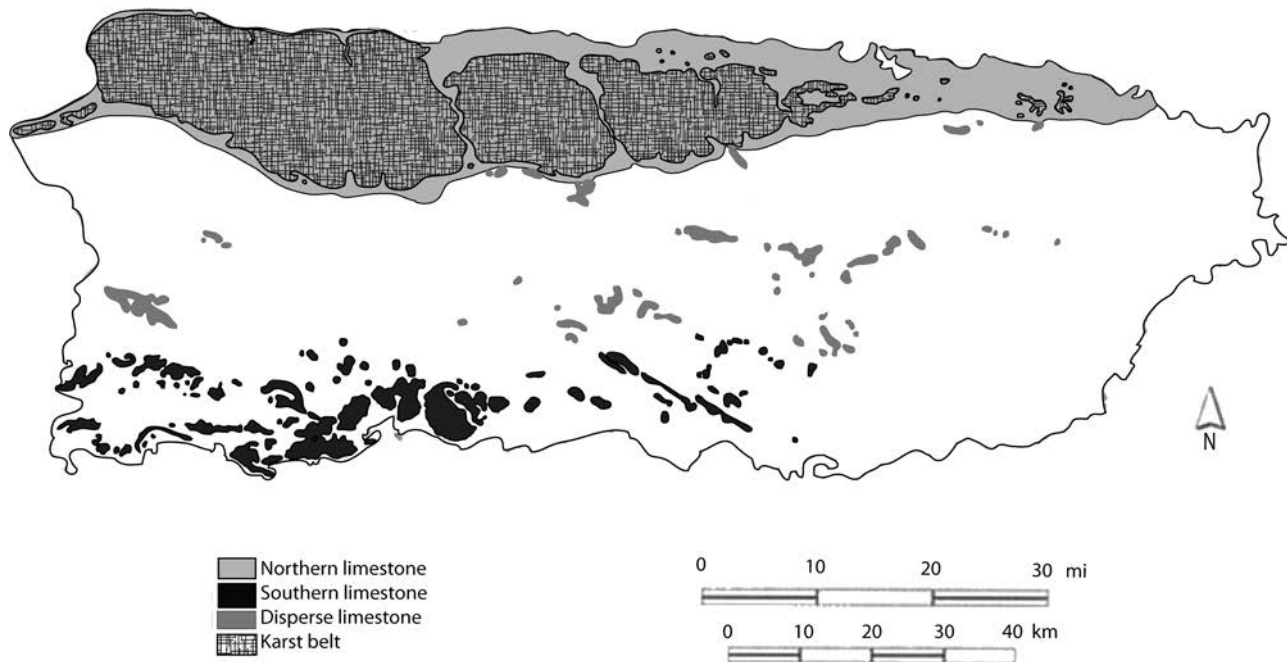 N
Northern limestone
Southern limestone
Disperse limestone
Karst belt
0 10 20 30 mi
0 10 20 30 40 km